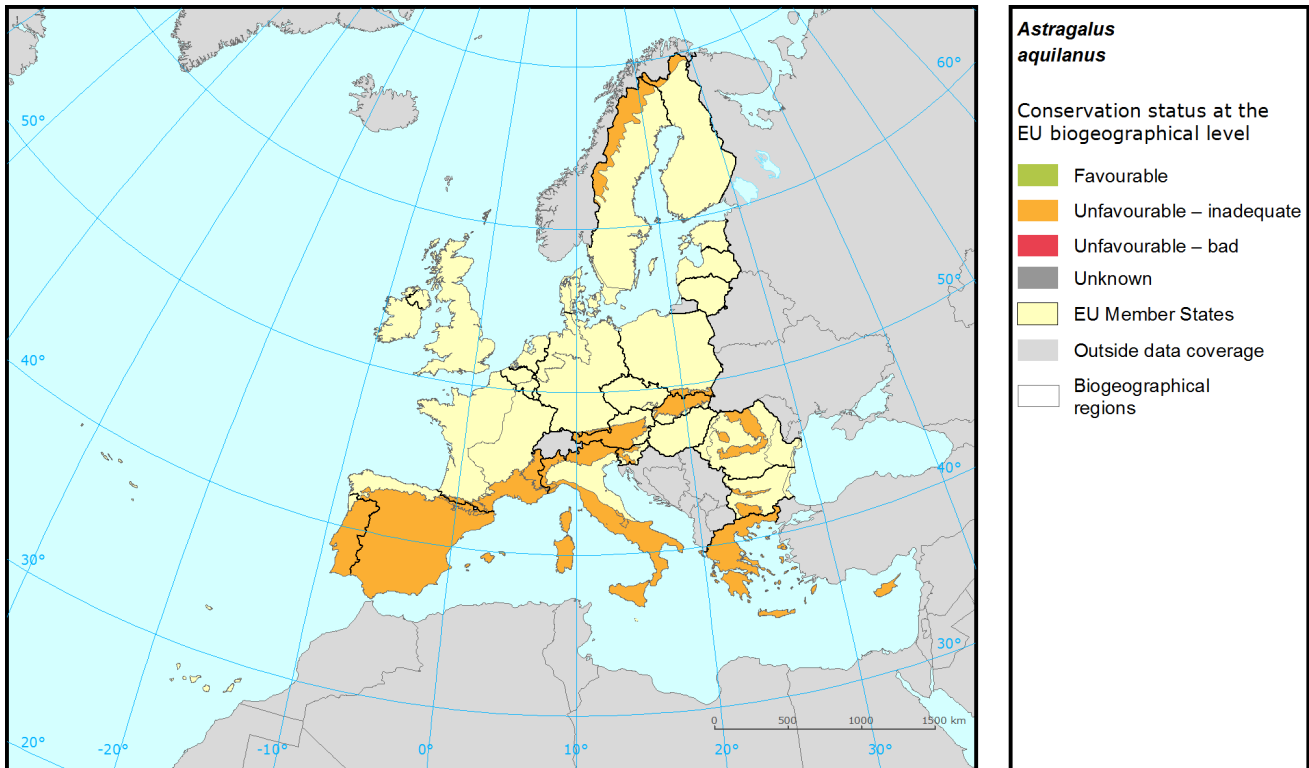 Astragalus
aquilanus
Conservation status at the
EU biogeographical level
Favourable
Unfavourable – inadequate
Unfavourable – bad
Unknown
EU Member States
Outside data coverage
Biogeographical
regions
60°
50°
50°
40°
40°
30°
30°
0 500 1000 1500 km
20° -20° -10° 0° 10° 20° 30°